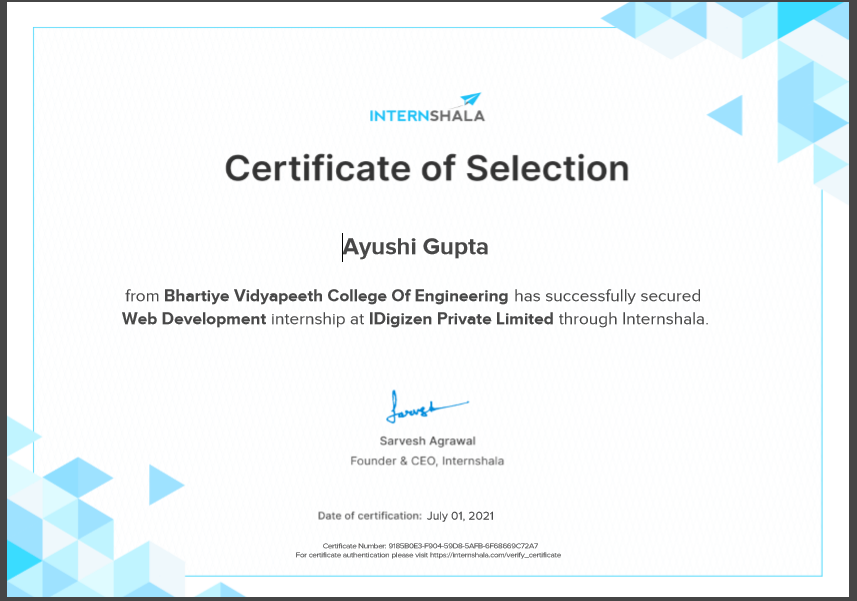 INTERNSHALA
Certificate of Selection
Ayushi Gupta
from Bhartiye Vidyapeeth College Of Engineering has successfully secured
Web Development internship at IDigizen Private Limited through Internshala.
Sarvesh Agrawal
Founder & CEO, Internshala
Date of certification: July 01, 2021
Certificate Number: 9185B0E3-F904-59D8-5AFB-6F68669C72A7
For certificate authentication please visit https://internshala.com/verify_certificate